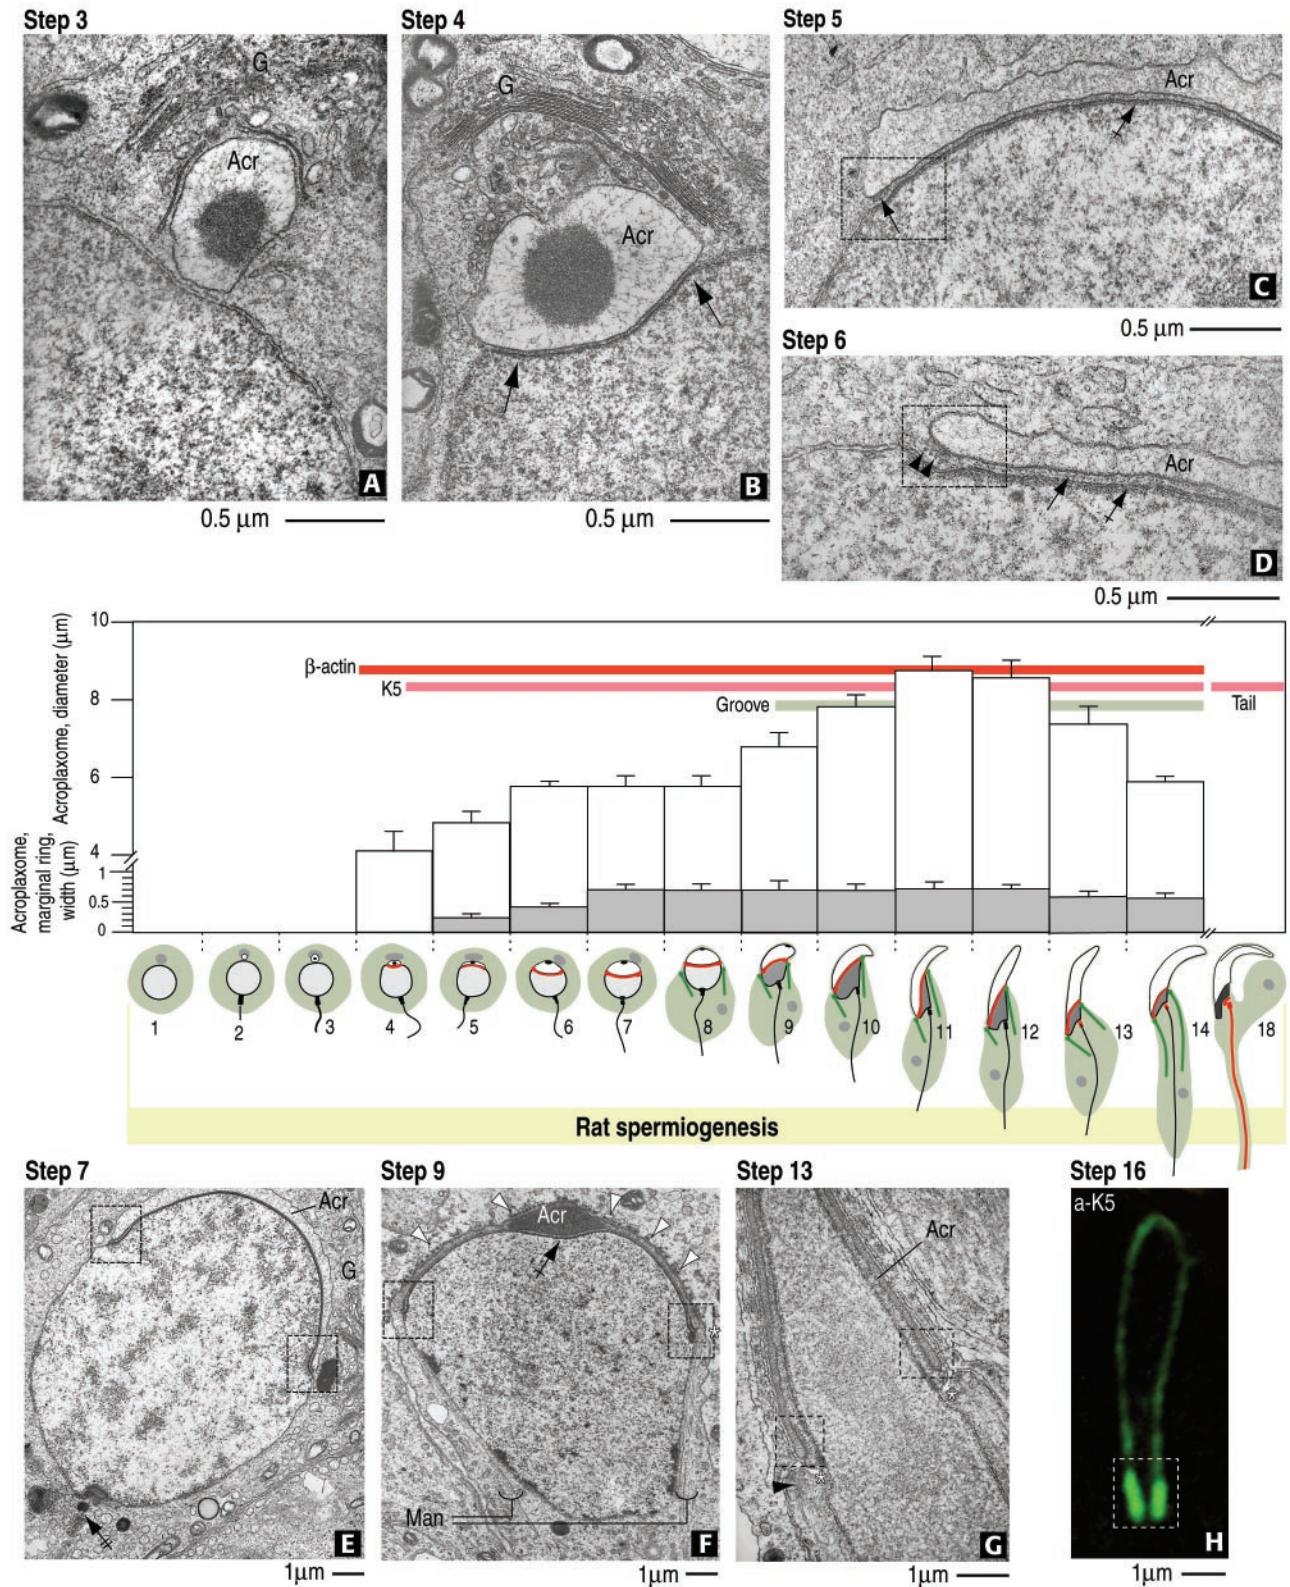 Step 3
Step 4
Step 5
G
Acr
A
0.5 μm
G
Acr
B
0.5 μm
Acr
C
0.5 μm
Step 6
Acr
D
0.5 μm
Acroplaxome, diameter (μm)
10
8
6
4
Acroplaxome,
marginal ring,
width (μm)
1
0.5
0
β-actin
K5
Groove
Tail
1 2 3 4 5 6 7 8 9 10 11 12 13 14 18
Rat spermiogenesis
Step 7
Step 9
Step 13
Step 16
Acr
G
E
1μm
Acr
*
Man
F
1μm
Acr
*
*
G
1μm
a-K5
H
1μm